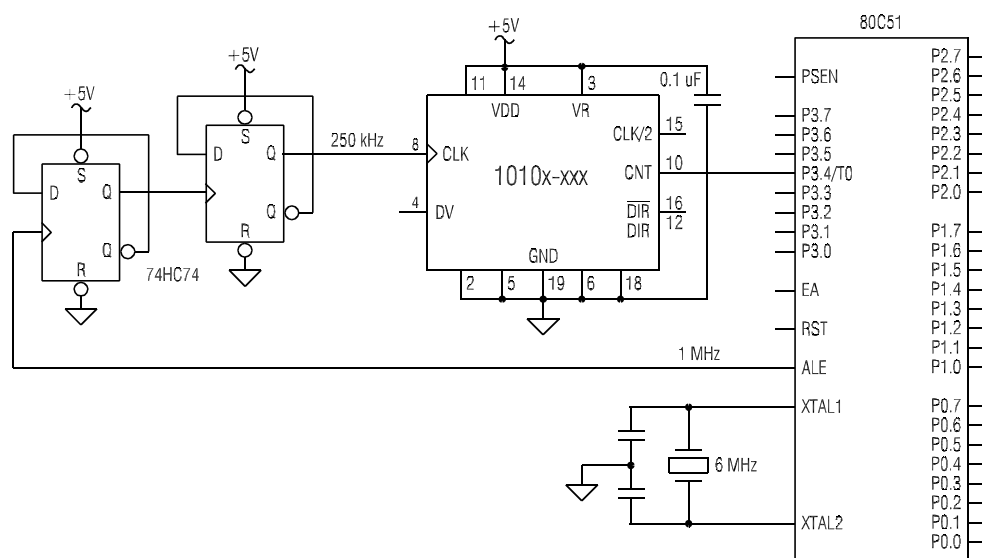 80C51
+5V
+5V
+5V
11
14
3
0.1 uF
VDD
VR
S
D
Q
Q
R
S
D
Q
Q
R
74HC74
250 kHz
8
CLK
4
DV
1010x-xxx
CLK/2
15
CNT
10
DIR
16
DIR
12
GND
2
5
19
6
18
1 MHz
6 MHz
PSEN
P3.7
P3.6
P3.5
P3.4/T0
P3.3
P3.2
P3.1
P3.0
EA
RST
ALE
XTAL1
XTAL2
P2.7
P2.6
P2.5
P2.4
P2.3
P2.2
P2.1
P2.0
P1.7
P1.6
P1.5
P1.4
P1.3
P1.2
P1.1
P1.0
P0.7
P0.6
P0.5
P0.4
P0.3
P0.2
P0.1
P0.0